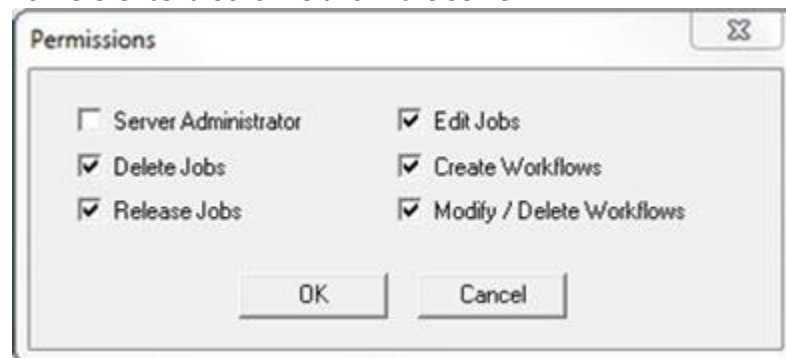 Permissions
Server Administrator
Edit Jobs
Delete Jobs
Create Workflows
Release Jobs
Modify / Delete Workflows
OK
Cancel